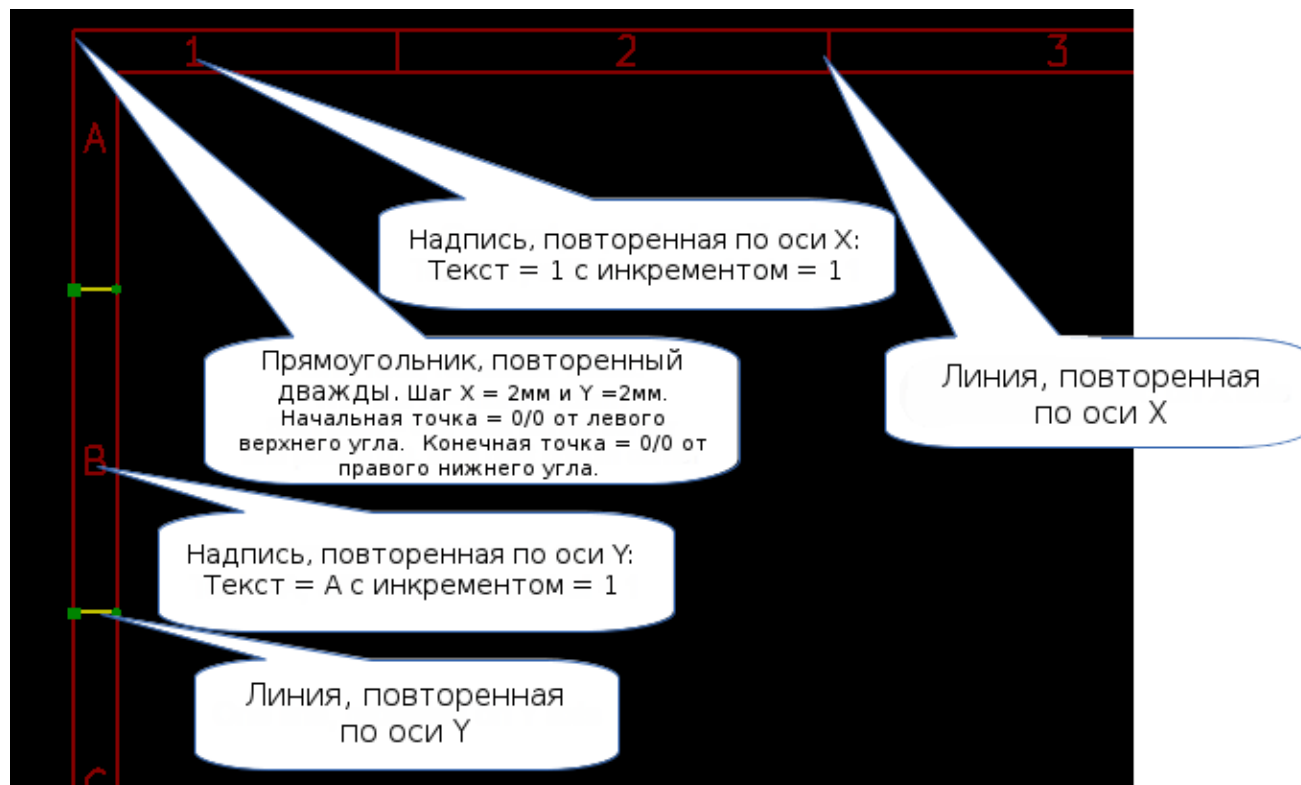 1
2
3
A
Надпись, повторенная по оси X:
Текст = 1 с инкрементом = 1
Прямоугольник, повторенный
дважды. Шаг X = 2мм и Y =2мм.
Начальная точка = 0/0 от левого
верхнего угла. Конечная точка = 0/0 от
правого нижнего угла.
Линия, повторенная
по оси X
B
Надпись, повторенная по оси Y:
Текст = A с инкрементом = 1
Линия, повторенная
по оси Y
C